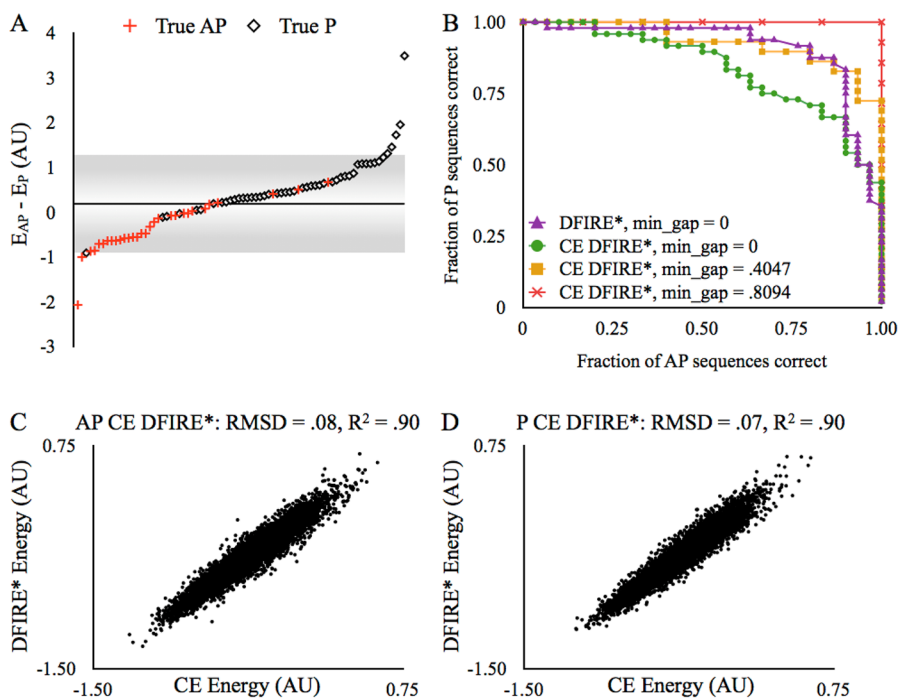 A
True AP
True P
4
3
2
1
0
-1
-2
-3
E_AP - E_P (AU)
B
1.00
0.75
0.50
0.25
0
Fraction of P sequences correct
DFIRE*, min_gap = 0
CE DFIRE*, min_gap = 0
CE DFIRE*, min_gap = .4047
CE DFIRE*, min_gap = .8094
0
0.25
0.50
0.75
1.00
Fraction of AP sequences correct
C
AP CE DFIRE*: RMSD = .08, R² = .90
0.75
DFIRE* Energy (AU)
-1.50
-1.50
CE Energy (AU)
0.75
D
P CE DFIRE*: RMSD = .07, R² = .90
0.75
DFIRE* Energy (AU)
-1.50
-1.50
CE Energy (AU)
0.75